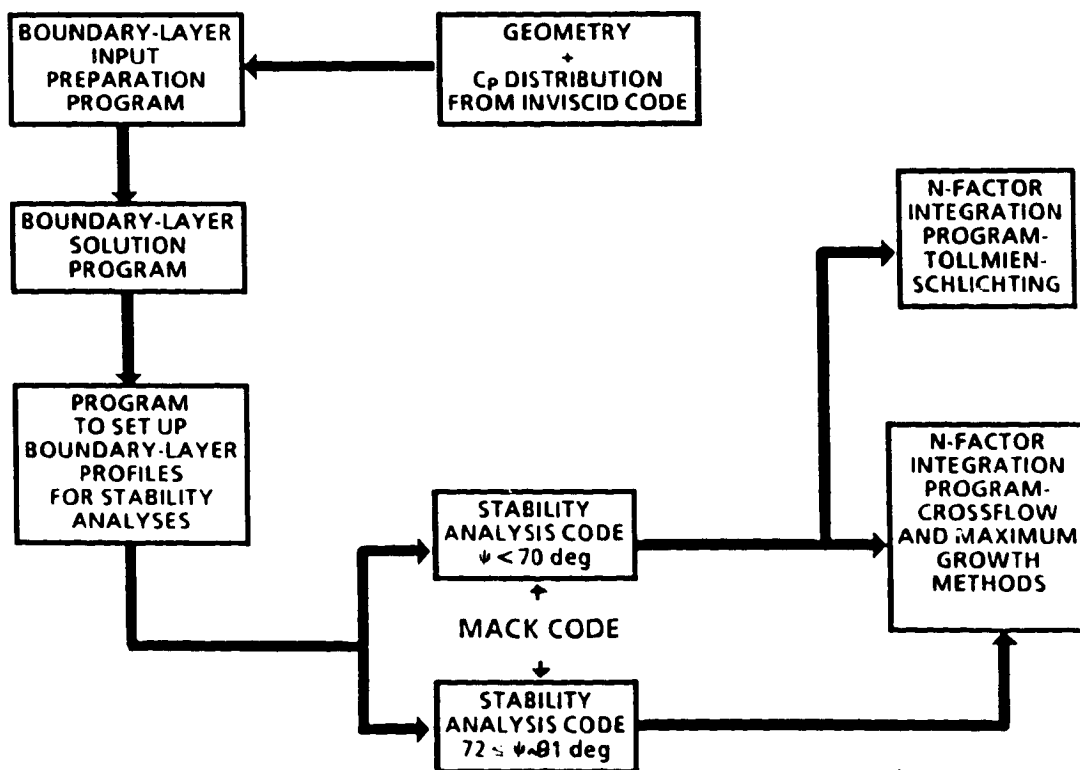 BOUNDARY-LAYER
INPUT
PREPARATION
PROGRAM
GEOMETRY
+
Cp DISTRIBUTION
FROM INVISCID CODE
BOUNDARY-LAYER
SOLUTION
PROGRAM
N-FACTOR
INTEGRATION
PROGRAM-
TOLLMIEN-
SCHLICHTING
PROGRAM
TO SET UP
BOUNDARY-LAYER
PROFILES
FOR STABILITY
ANALYSES
STABILITY
ANALYSIS CODE
ψ < 70 deg
N-FACTOR
INTEGRATION
PROGRAM-
CROSSFLOW
AND MAXIMUM
GROWTH
METHODS
MACK CODE
STABILITY
ANALYSIS CODE
72 ≤ ψ deg